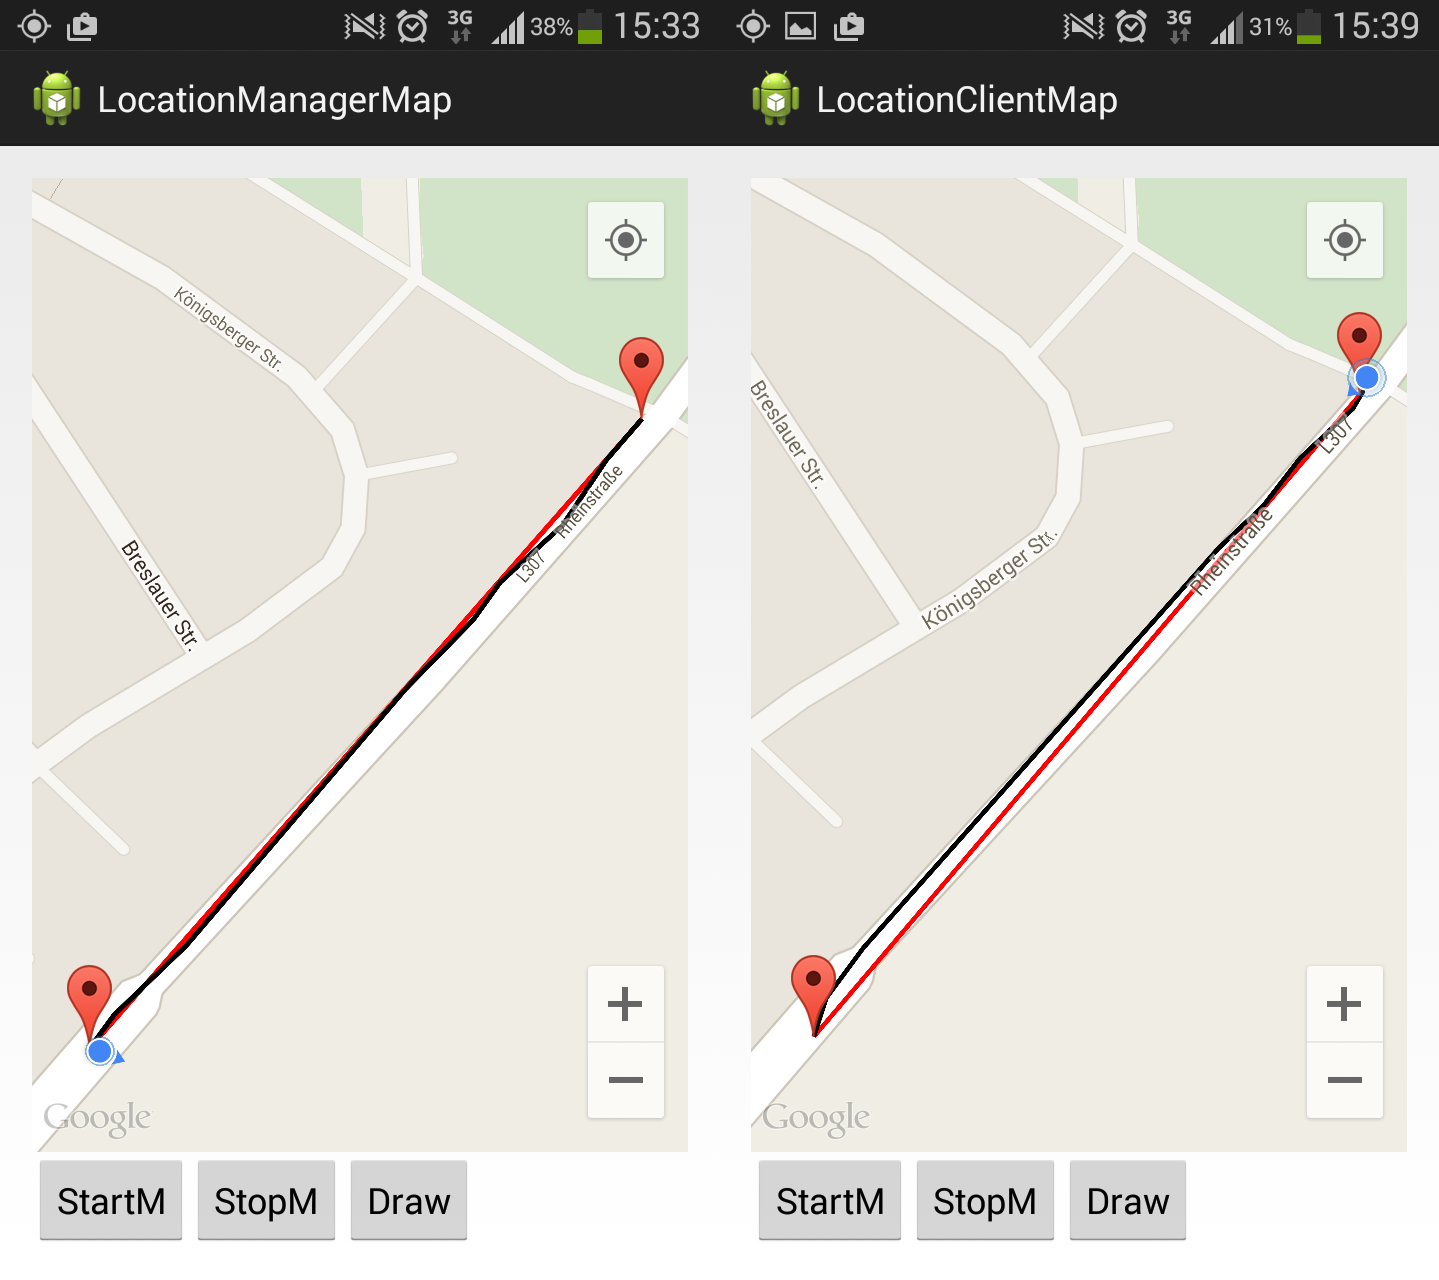 3G 38% 15:33
LocationManagerMap
Königsberger Str.
Breslauer Str.
Rheinstraße
L307
Google
StartM StopM Draw
3G 31% 15:39
LocationClientMap
Breslauer Str.
L307
Rheinstraße
Königsberger Str.
Google
StartM StopM Draw